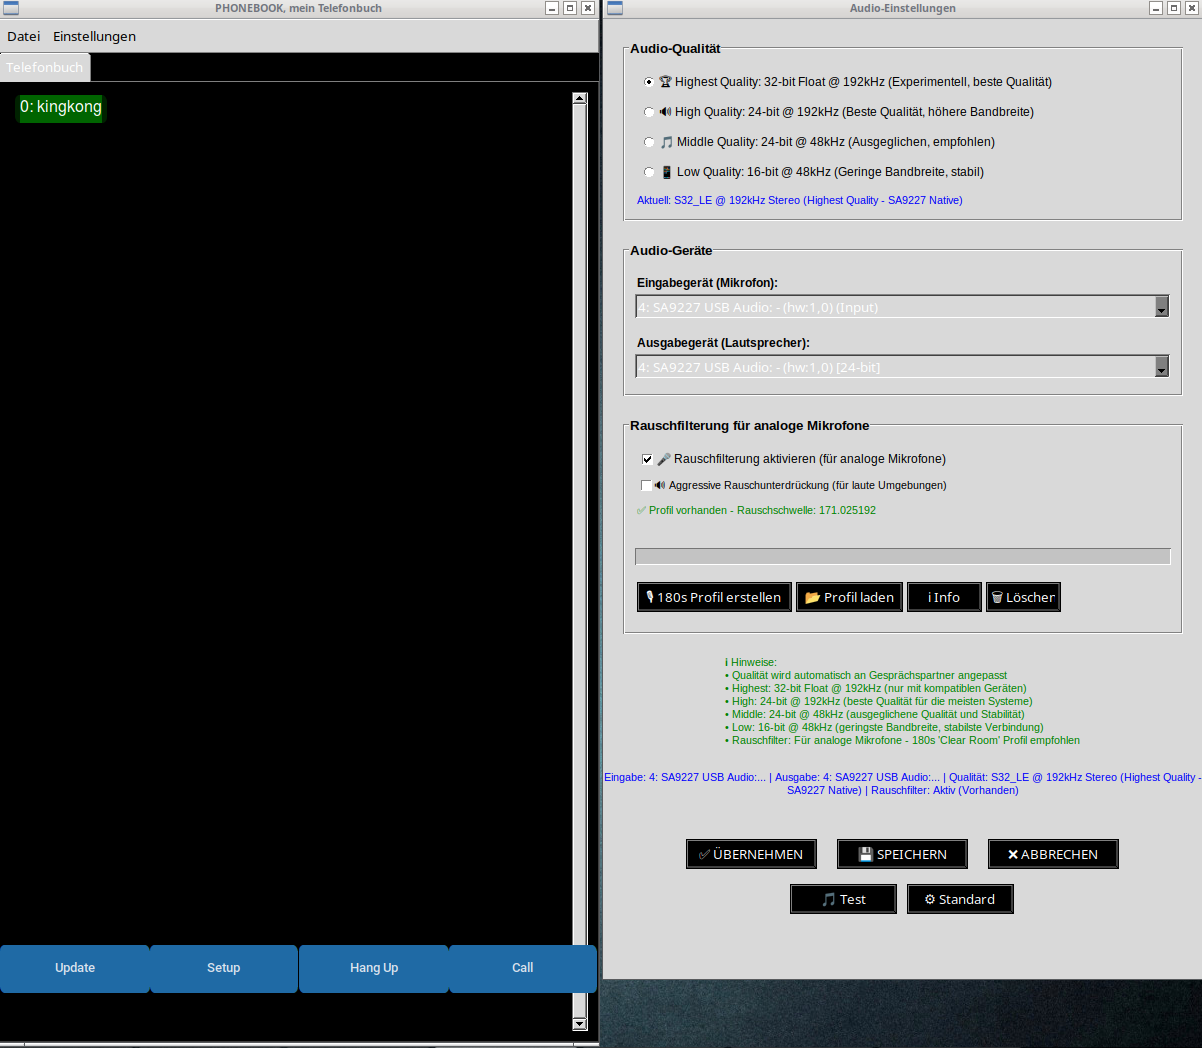 PHONEBOOK, mein Telefonbuch
Datei Einstellungen
Telefonbuch
0: kingkong
Update Setup Hang Up Call
Audio-Einstellungen
Audio-Qualität
🏆 Highest Quality: 32-bit Float @ 192kHz (Experimentell, beste Qualität)
🔊 High Quality: 24-bit @ 192kHz (Beste Qualität, höhere Bandbreite)
🎵 Middle Quality: 24-bit @ 48kHz (Ausgeglichen, empfohlen)
📱 Low Quality: 16-bit @ 48kHz (Geringe Bandbreite, stabil)
Aktuell: S32_LE @ 192kHz Stereo (Highest Quality - SA9227 Native)
Audio-Geräte
Eingabegerät (Mikrofon):
4: SA9227 USB Audio: - (hw:1,0) (Input)
Ausgabegerät (Lautsprecher):
4: SA9227 USB Audio: - (hw:1,0) [24-bit]
Rauschfilterung für analoge Mikrofone
🎤 Rauschfilterung aktivieren (für analoge Mikrofone)
🔊 Aggressive Rauschunterdrückung (für laute Umgebungen)
✅ Profil vorhanden - Rauschschwelle: 171.025192
🎙 180s Profil erstellen 📂 Profil laden ℹ Info 🗑 Löschen
ℹ Hinweise:
• Qualität wird automatisch an Gesprächspartner angepasst
• Highest: 32-bit Float @ 192kHz (nur mit kompatiblen Geräten)
• High: 24-bit @ 192kHz (beste Qualität für die meisten Systeme)
• Middle: 24-bit @ 48kHz (ausgeglichene Qualität und Stabilität)
• Low: 16-bit @ 48kHz (geringste Bandbreite, stabilste Verbindung)
• Rauschfilter: Für analoge Mikrofone - 180s 'Clear Room' Profil empfohlen
Eingabe: 4: SA9227 USB Audio:... | Ausgabe: 4: SA9227 USB Audio:... | Qualität: S32_LE @ 192kHz Stereo (Highest Quality -
SA9227 Native) | Rauschfilter: Aktiv (Vorhanden)
✅ ÜBERNEHMEN 💾 SPEICHERN ❌ ABBRECHEN
🎵 Test ⚙ Standard